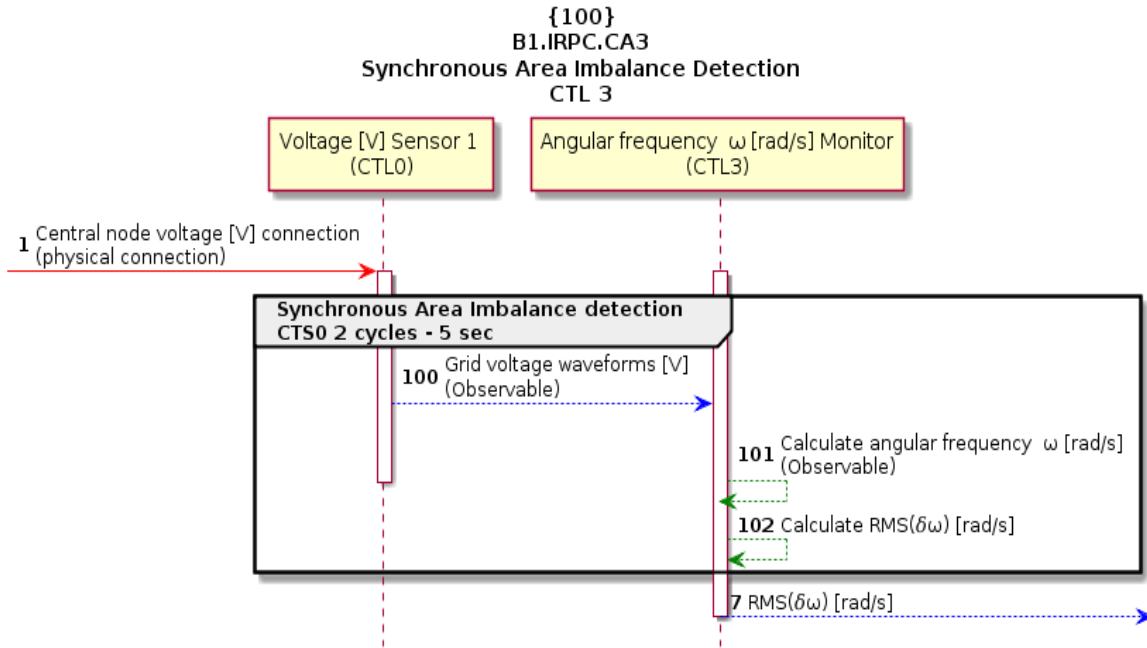 {100}
B1.IRPC.CA3
Synchronous Area Imbalance Detection
CTL 3
Voltage [V] Sensor 1
(CTL0)
Angular frequency ω [rad/s] Monitor
(CTL3)
1 Central node voltage [V] connection
(physical connection)
Synchronous Area Imbalance detection
CTS0 2 cycles - 5 sec
100 Grid voltage waveforms [V]
(Observable)
101 Calculate angular frequency ω [rad/s]
(Observable)
102 Calculate RMS(δω) [rad/s]
7 RMS(δω) [rad/s]